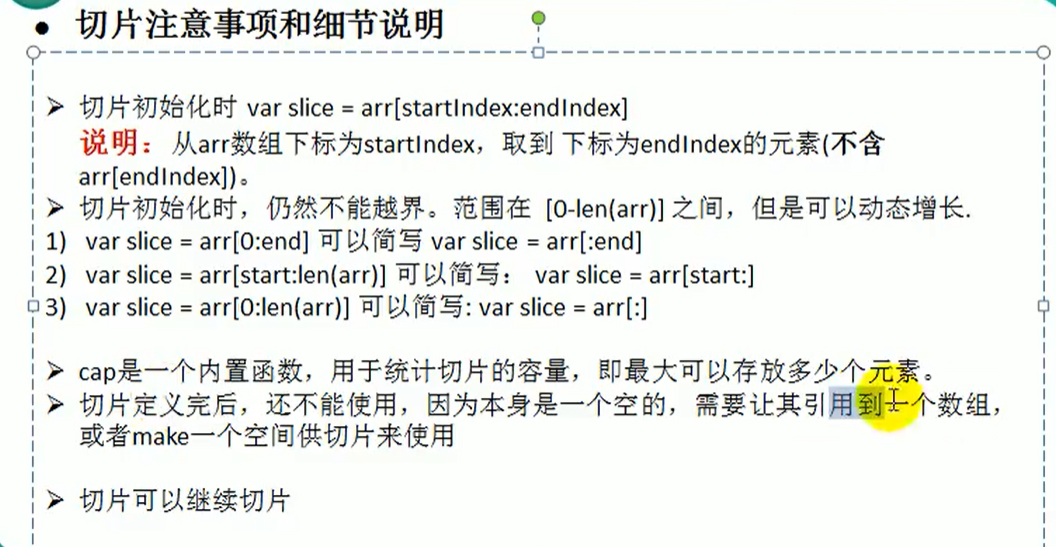 ● 切片注意事项和细节说明
➢ 切片初始化时 var slice = arr[startIndex:endIndex]
说明：从arr数组下标为startIndex，取到 下标为endIndex的元素(不含
arr[endIndex])。
➢ 切片初始化时，仍然不能越界。范围在 [0-len(arr)] 之间，但是可以动态增长.
1) var slice = arr[0:end] 可以简写 var slice = arr[:end]
2) var slice = arr[start:len(arr)] 可以简写： var slice = arr[start:]
3) var slice = arr[0:len(arr)] 可以简写: var slice = arr[:]
➢ cap是一个内置函数，用于统计切片的容量，即最大可以存放多少个元素。
➢ 切片定义完后，还不能使用，因为本身是一个空的，需要让其引用到一个数组，
或者make一个空间供切片来使用
➢ 切片可以继续切片